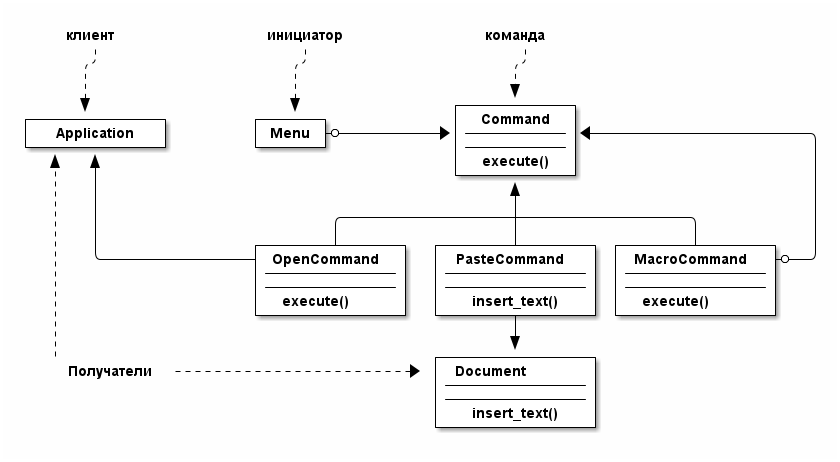 клиент
инициатор
команда
Application
Menu
Command
execute()
OpenCommand
execute()
PasteCommand
insert_text()
MacroCommand
execute()
Получатели
Document
insert_text()